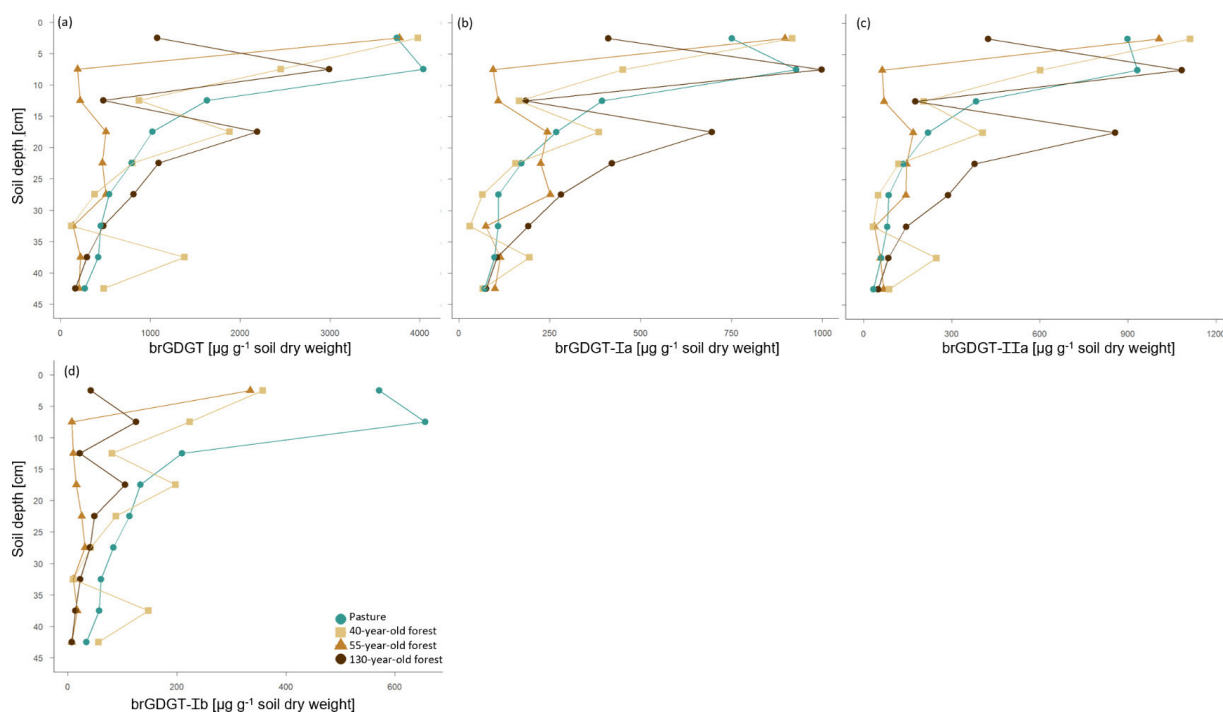 (a)
(b)
(c)
0
5
10
15
20
25
30
35
40
45
Soil depth [cm]
0 1000 2000 3000 4000
0 250 500 750 1000
0 300 600 900 1200
brGDGT [µg g⁻¹ soil dry weight]
brGDGT-Ia [µg g⁻¹ soil dry weight]
brGDGT-IIa [µg g⁻¹ soil dry weight]
(d)
0
5
10
15
20
25
30
35
40
45
Soil depth [cm]
Pasture
40-year-old forest
55-year-old forest
130-year-old forest
0 200 400 600
brGDGT-Ib [µg g⁻¹ soil dry weight]